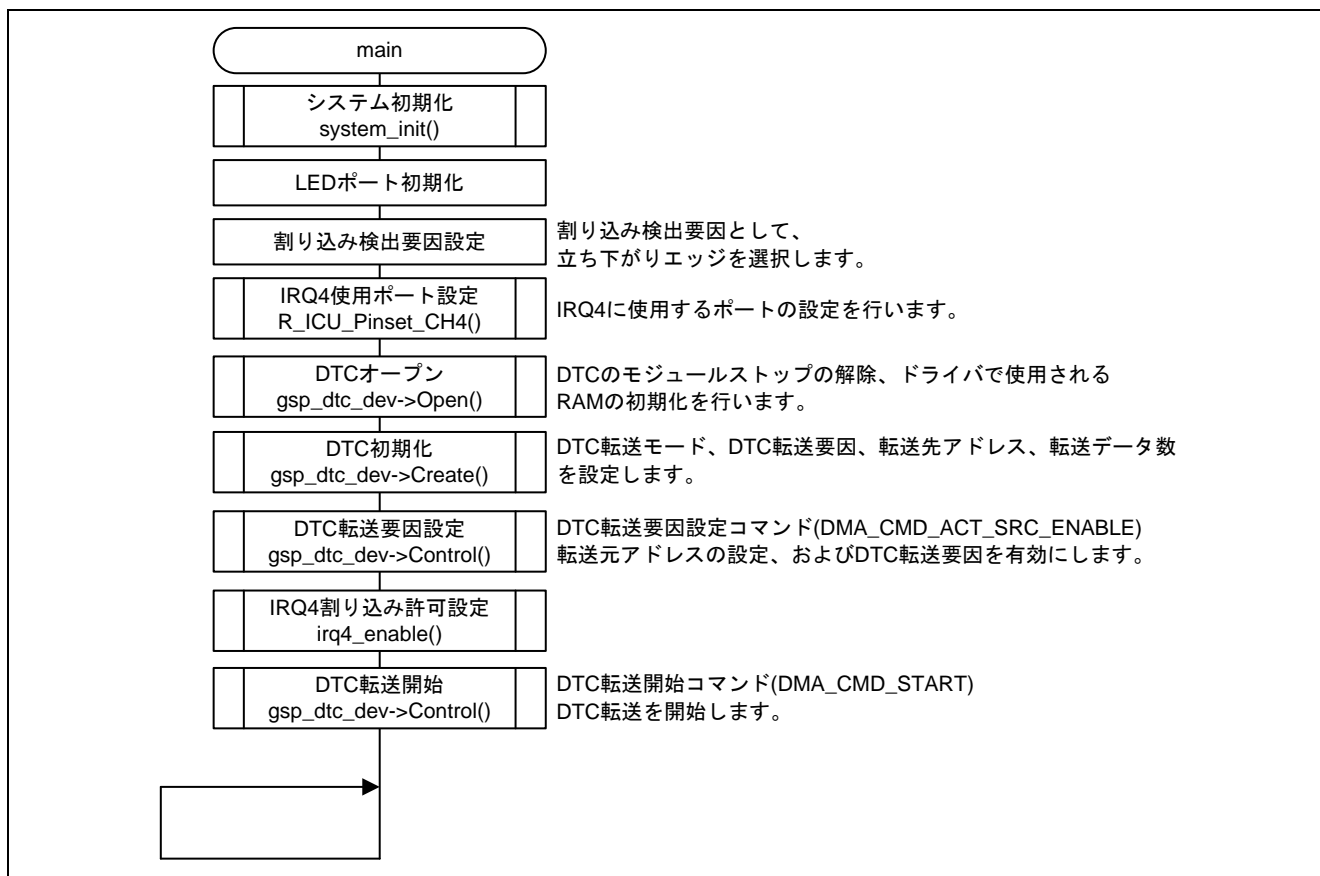 main
システム初期化
system_init()
LEDポート初期化
割り込み検出要因設定
割り込み検出要因として、
立ち下がりエッジを選択します。
IRQ4使用ポート設定
R_ICU_Pinset_CH4()
IRQ4に使用するポートの設定を行います。
DTCオープン
gsp_dtc_dev->Open()
DTCのモジュールストップの解除、ドライバで使用される
RAMの初期化を行います。
DTC初期化
gsp_dtc_dev->Create()
DTC転送モード、DTC転送要因、転送先アドレス、転送データ数
を設定します。
DTC転送要因設定
gsp_dtc_dev->Control()
DTC転送要因設定コマンド(DMA_CMD_ACT_SRC_ENABLE)
転送元アドレスの設定、およびDTC転送要因を有効にします。
IRQ4割り込み許可設定
irq4_enable()
DTC転送開始
gsp_dtc_dev->Control()
DTC転送開始コマンド(DMA_CMD_START)
DTC転送を開始します。